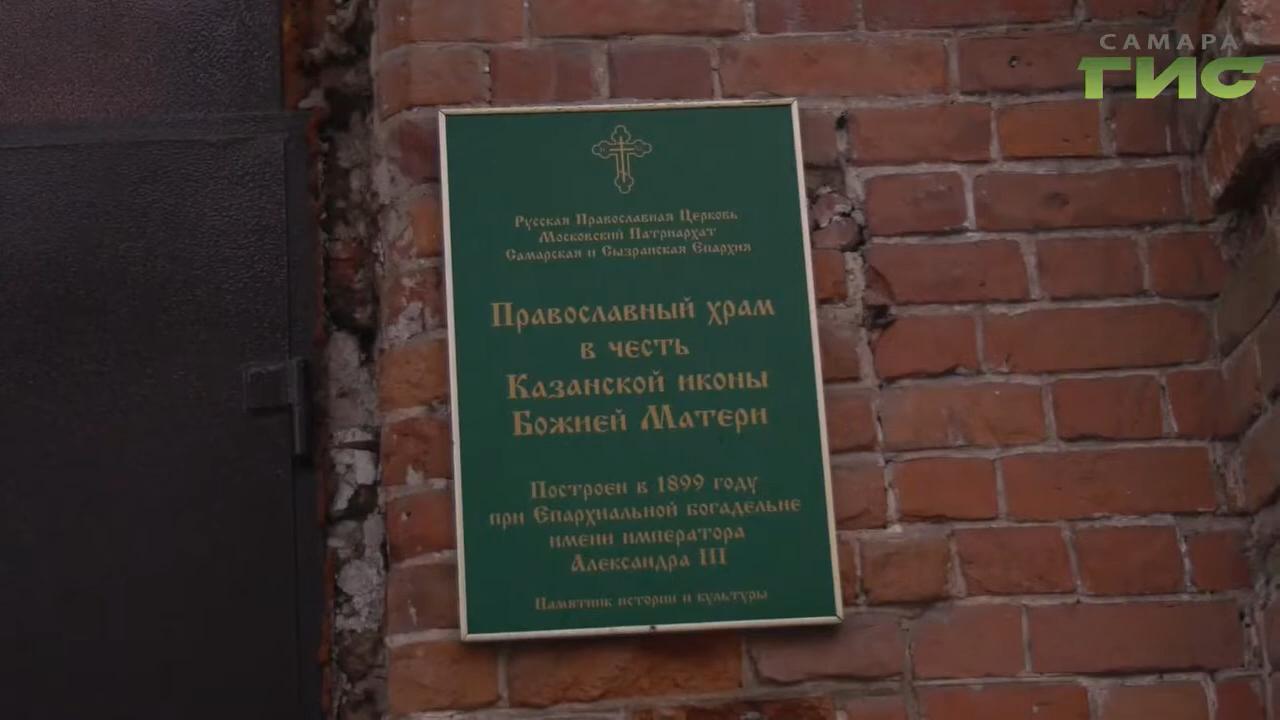 САМАРА
ГИС
Русская Православная Церковь
Московский Патриархат
Самарская и Сызранская Епархия
Православный храм
в честь
Казанской иконы
Божией Матери
Построен в 1899 году
при Епархиальной богадельне
имени императора
Александра III
Памятник истории и культуры